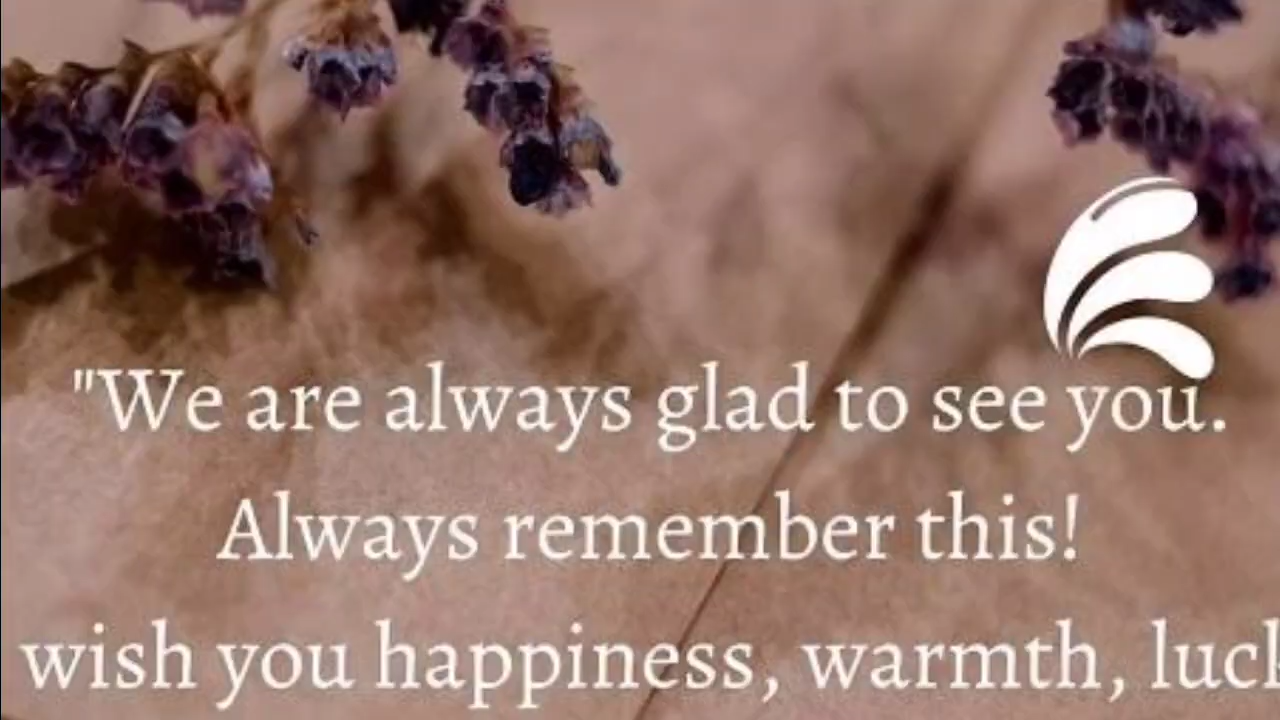 "We are always glad to see you.
Always remember this!
wish you happiness, warmth,